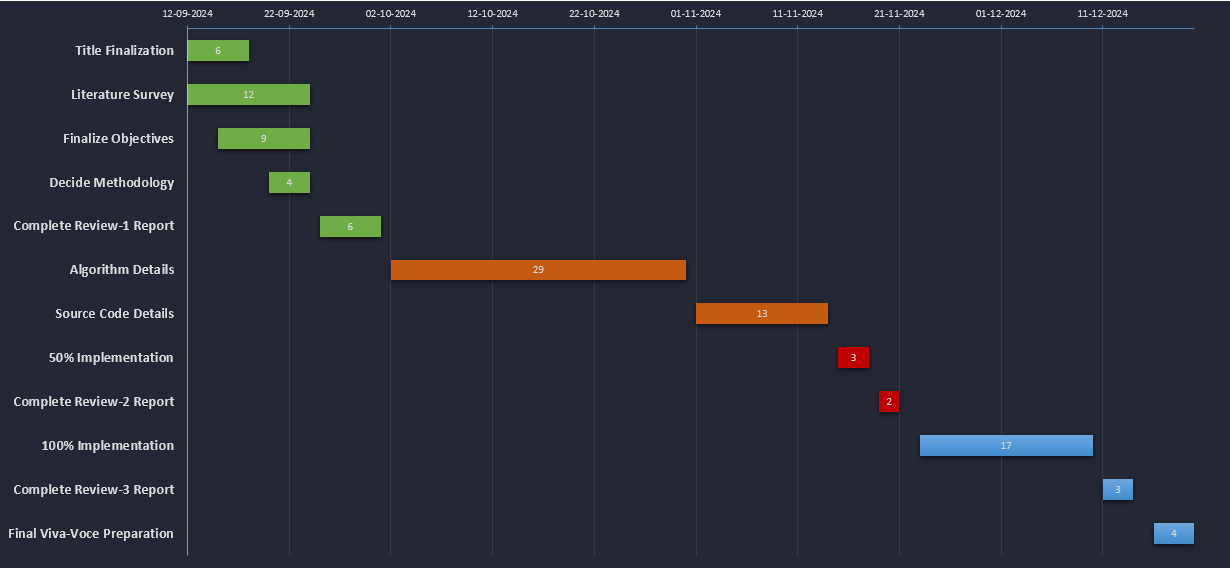 12-09-2024 22-09-2024 02-10-2024 12-10-2024 22-10-2024 01-11-2024 11-11-2024 21-11-2024 01-12-2024 11-12-2024
Title Finalization 6
Literature Survey 12
Finalize Objectives 9
Decide Methodology 4
Complete Review-1 Report 6
Algorithm Details 29
Source Code Details 13
50% Implementation 3
Complete Review-2 Report 2
100% Implementation 17
Complete Review-3 Report 3
Final Viva-Voce Preparation 4